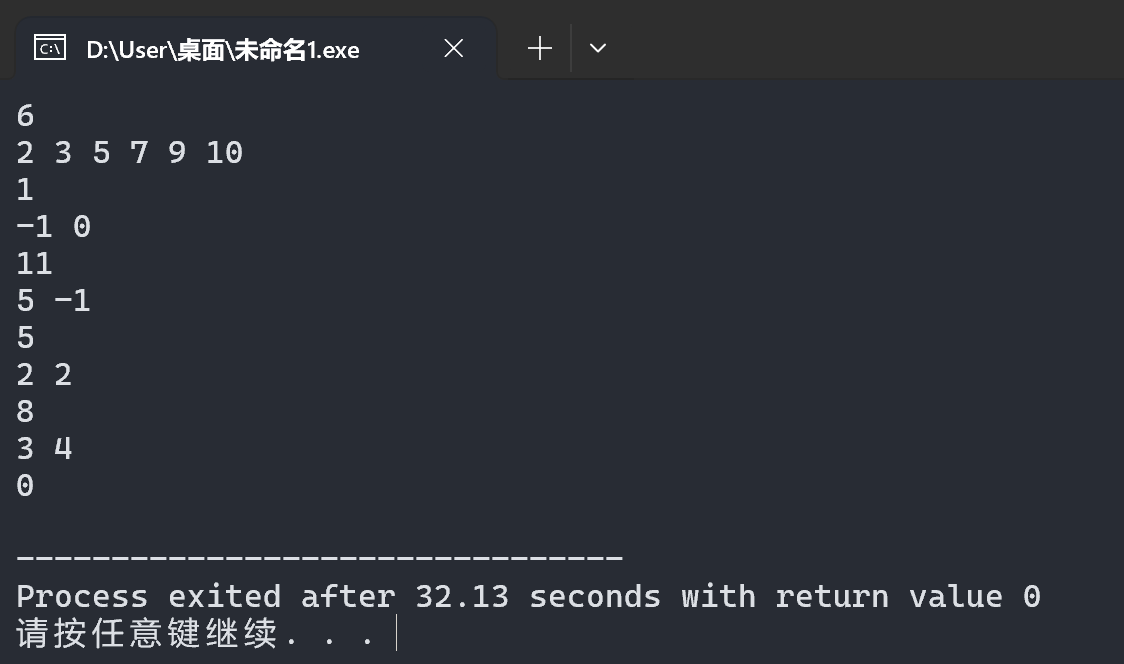 D:\User\桌面\未命名1.exe
6
2 3 5 7 9 10
1
-1 0
11
5 -1
5
2 2
8
3 4
0
--------------------------------
Process exited after 32.13 seconds with return value 0
请按任意键继续. . .